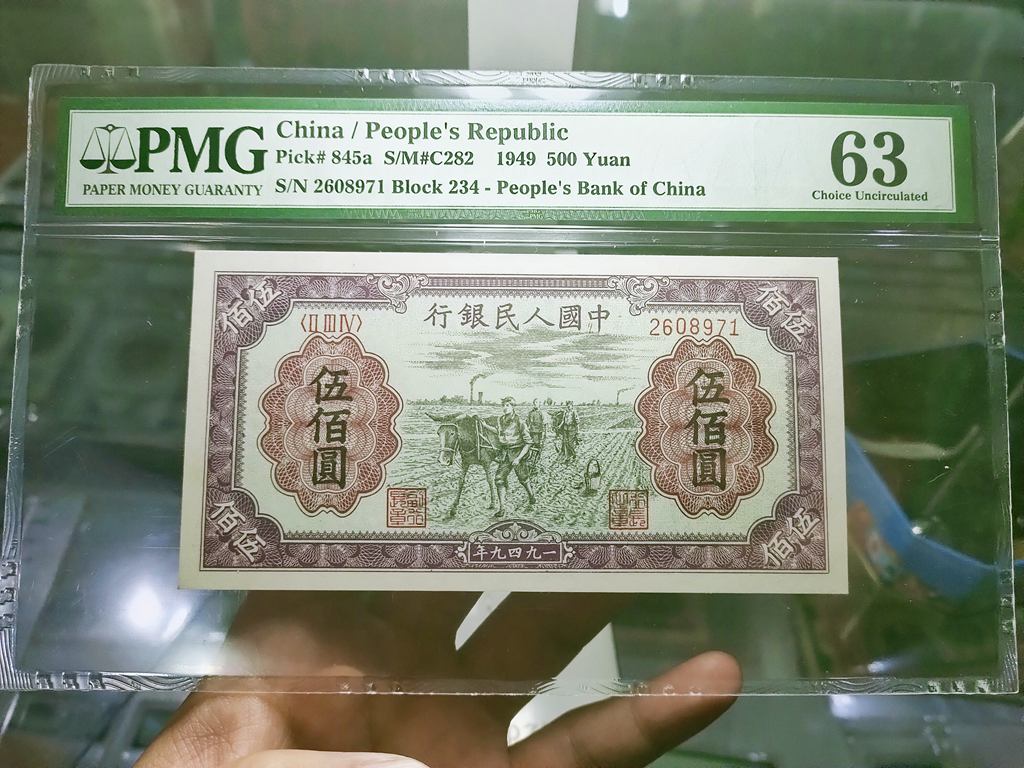 PMG
PAPER MONEY GUARANTY
China / People's Republic
Pick# 845a S/M#C282 1949 500 Yuan
S/N 2608971 Block 234 - People's Bank of China
63
Choice Uncirculated
佰伍
佰伍
行銀民人國中
〈II III IV〉
2608971
伍佰圓
伍佰圓
年九四九一
佰伍
佰伍